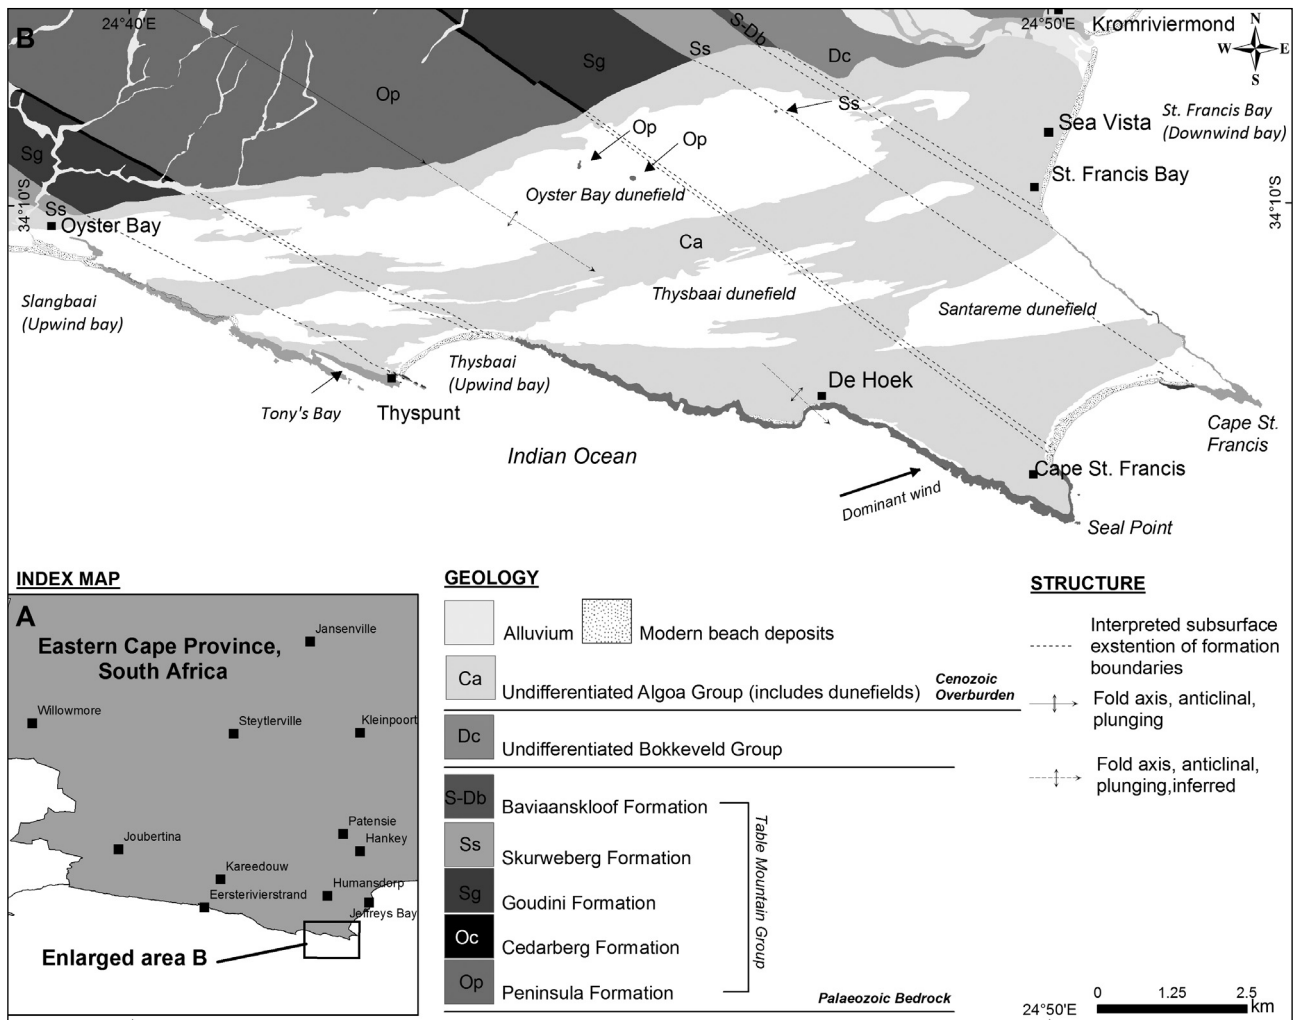 B
24°40'E
24°50'E
Kromriviermond
N
W E
S
S-Db
Ss
Dc
Sg
Op
Ss
Op
Op
St. Francis Bay
(Downwind bay)
Sea Vista
St. Francis Bay
Sg
Ss
34°10'S
34°10'S
Oyster Bay
Oyster Bay dunefield
Ca
Slangbaai
(Upwind bay)
Thysbaai dunefield
Santareme dunefield
Thysbaai
(Upwind bay)
De Hoek
Tony's Bay
Thyspunt
Cape St.
Francis
Indian Ocean
Cape St. Francis
Dominant wind
Seal Point
INDEX MAP
A
Eastern Cape Province,
South Africa
Jansenville
Willowmore
Steytlerville
Kleinpoort
Patensie
Joubertina
Hankey
Kareedouw
Humansdorp
Eersterivierstrand
Jeffreys Bay
Enlarged area B
GEOLOGY
Alluvium
Modern beach deposits
Ca
Undifferentiated Algoa Group (includes dunefields)
Cenozoic
Overburden
Dc
Undifferentiated Bokkeveld Group
S-Db
Baviaanskloof Formation
Ss
Skurweberg Formation
Sg
Goudini Formation
Oc
Cedarberg Formation
Op
Peninsula Formation
Table Mountain Group
Palaeozoic Bedrock
STRUCTURE
Interpreted subsurface
exstention of formation
boundaries
Fold axis, anticlinal,
plunging
Fold axis, anticlinal,
plunging,inferred
24°50'E
0 1.25 2.5
km